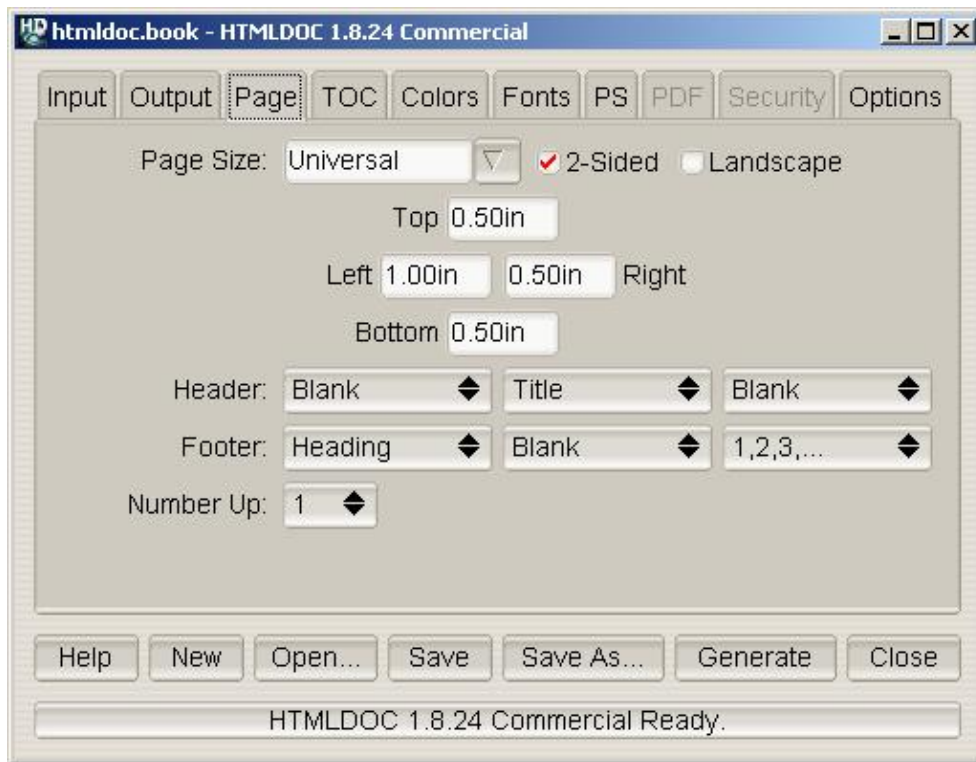 htmldoc.book - HTMLDOC 1.8.24 Commercial
Input Output Page TOC Colors Fonts PS PDF Security Options
Page Size: Universal 2-Sided Landscape
Top 0.50in
Left 1.00in 0.50in Right
Bottom 0.50in
Header: Blank Title Blank
Footer: Heading Blank 1,2,3,...
Number Up: 1
Help New Open... Save Save As... Generate Close
HTMLDOC 1.8.24 Commercial Ready.